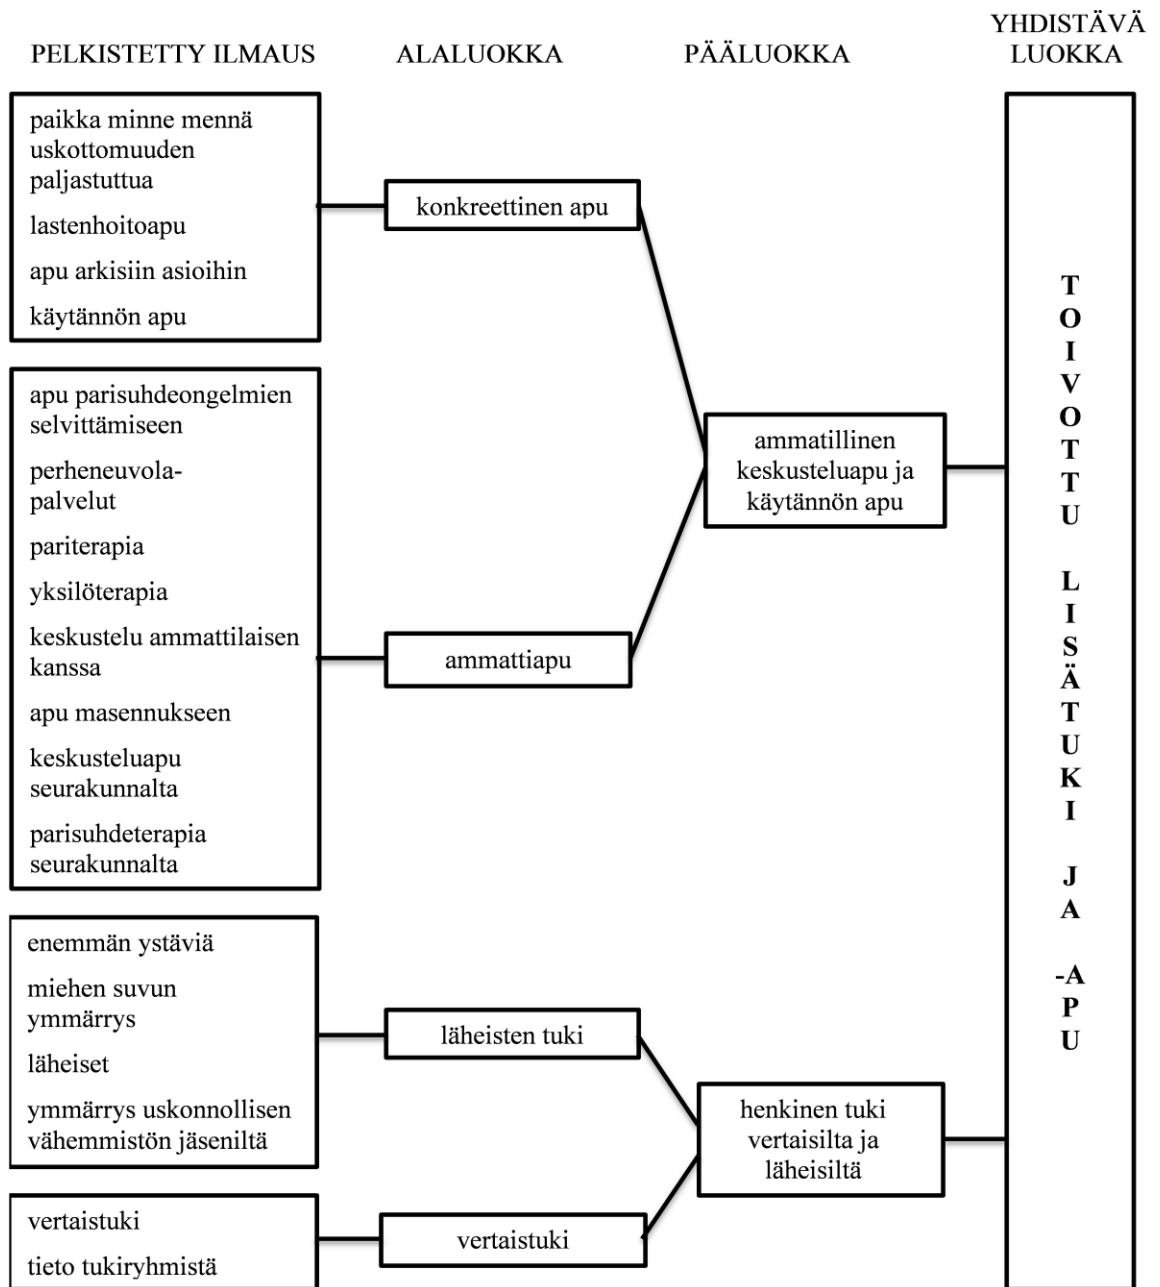 PELKISTETTY ILMAUS
ALALUOKKA
PÄÄLUOKKA
YHDISTÄVÄ
LUOKKA
paikka minne mennä
uskottomuuden
paljastuttua
lastenhoitoapu
apu arkisiin asioihin
käytännön apu
konkreettinen apu
apu parisuhdeongelmien
selvittämiseen
perheneuvola-
palvelut
pariterapia
yksilöterapia
keskustelu ammattilaisen
kanssa
apu masennukseen
keskusteluapu
seurakunnalta
parisuhdeterapia
seurakunnalta
ammattiapu
ammatillinen
keskusteluapu ja
käytännön apu
enemmän ystäviä
miehen suvun
ymmärrys
läheiset
ymmärrys uskonnollisen
vähemmistön jäseniltä
läheisten tuki
vertaistuki
tieto tukiryhmistä
vertaistuki
henkinen tuki
vertaisilta ja
läheisiltä
T
O
I
V
O
T
T
U
L
I
S
Ä
T
U
K
I
J
A
-A
P
U